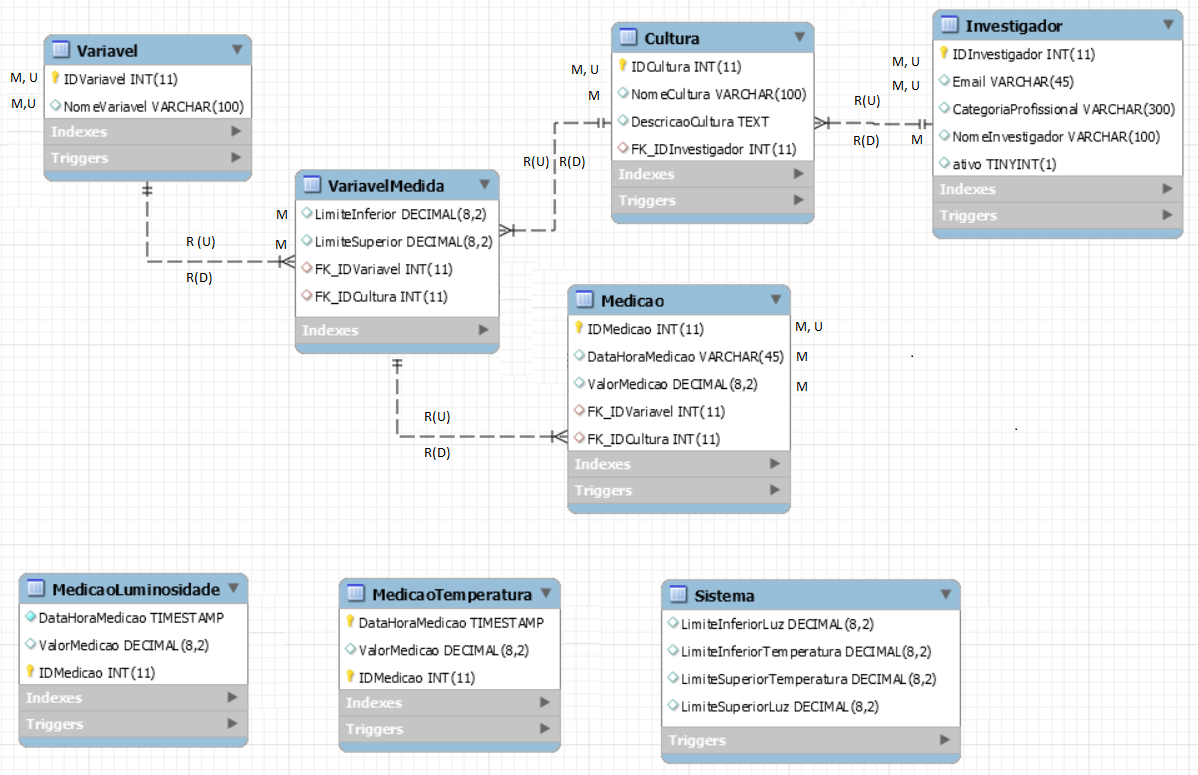 Variavel
M, U
IDVariavel INT(11)
M,U
NomeVariavel VARCHAR(100)
Indexes
Triggers
R (U)
R(D)
VariavelMedida
M
LimiteInferior DECIMAL(8,2)
M
LimiteSuperior DECIMAL(8,2)
FK_IDVariavel INT(11)
FK_IDCultura INT(11)
Indexes
R(U)
R(D)
Cultura
M, U
IDCultura INT(11)
M
NomeCultura VARCHAR(100)
DescricaoCultura TEXT
FK_IDInvestigador INT(11)
Indexes
Triggers
R(U)
R(D)
Investigador
M, U
IDInvestigador INT(11)
M, U
Email VARCHAR(45)
CategoriaProfissional VARCHAR(300)
M
NomeInvestigador VARCHAR(100)
ativo TINYINT(1)
Indexes
Triggers
R(U)
R(D)
Medicao
IDMedicao INT(11)
M, U
DataHoraMedicao VARCHAR(45)
M
ValorMedicao DECIMAL(8,2)
M
FK_IDVariavel INT(11)
FK_IDCultura INT(11)
Indexes
Triggers
MedicaoLuminosidade
DataHoraMedicao TIMESTAMP
ValorMedicao DECIMAL(8,2)
IDMedicao INT(11)
Indexes
Triggers
MedicaoTemperatura
DataHoraMedicao TIMESTAMP
ValorMedicao DECIMAL(8,2)
IDMedicao INT(11)
Indexes
Triggers
Sistema
LimiteInferiorLuz DECIMAL(8,2)
LimiteInferiorTemperatura DECIMAL(8,2)
LimiteSuperiorTemperatura DECIMAL(8,2)
LimiteSuperiorLuz DECIMAL(8,2)
Triggers